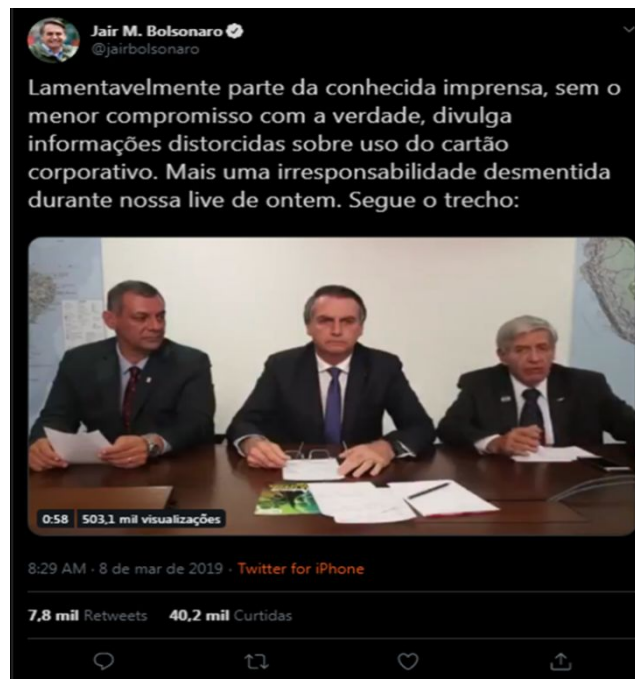 Jair M. Bolsonaro
@jairbolsonaro
Lamentavelmente parte da conhecida imprensa, sem o
menor compromisso com a verdade, divulga
informações distorcidas sobre uso do cartão
corporativo. Mais uma irresponsabilidade desmentida
durante nossa live de ontem. Segue o trecho:
0:58 503,1 mil visualizações
8:29 AM · 8 de mar de 2019 · Twitter for iPhone
7,8 mil Retweets 40,2 mil Curtidas